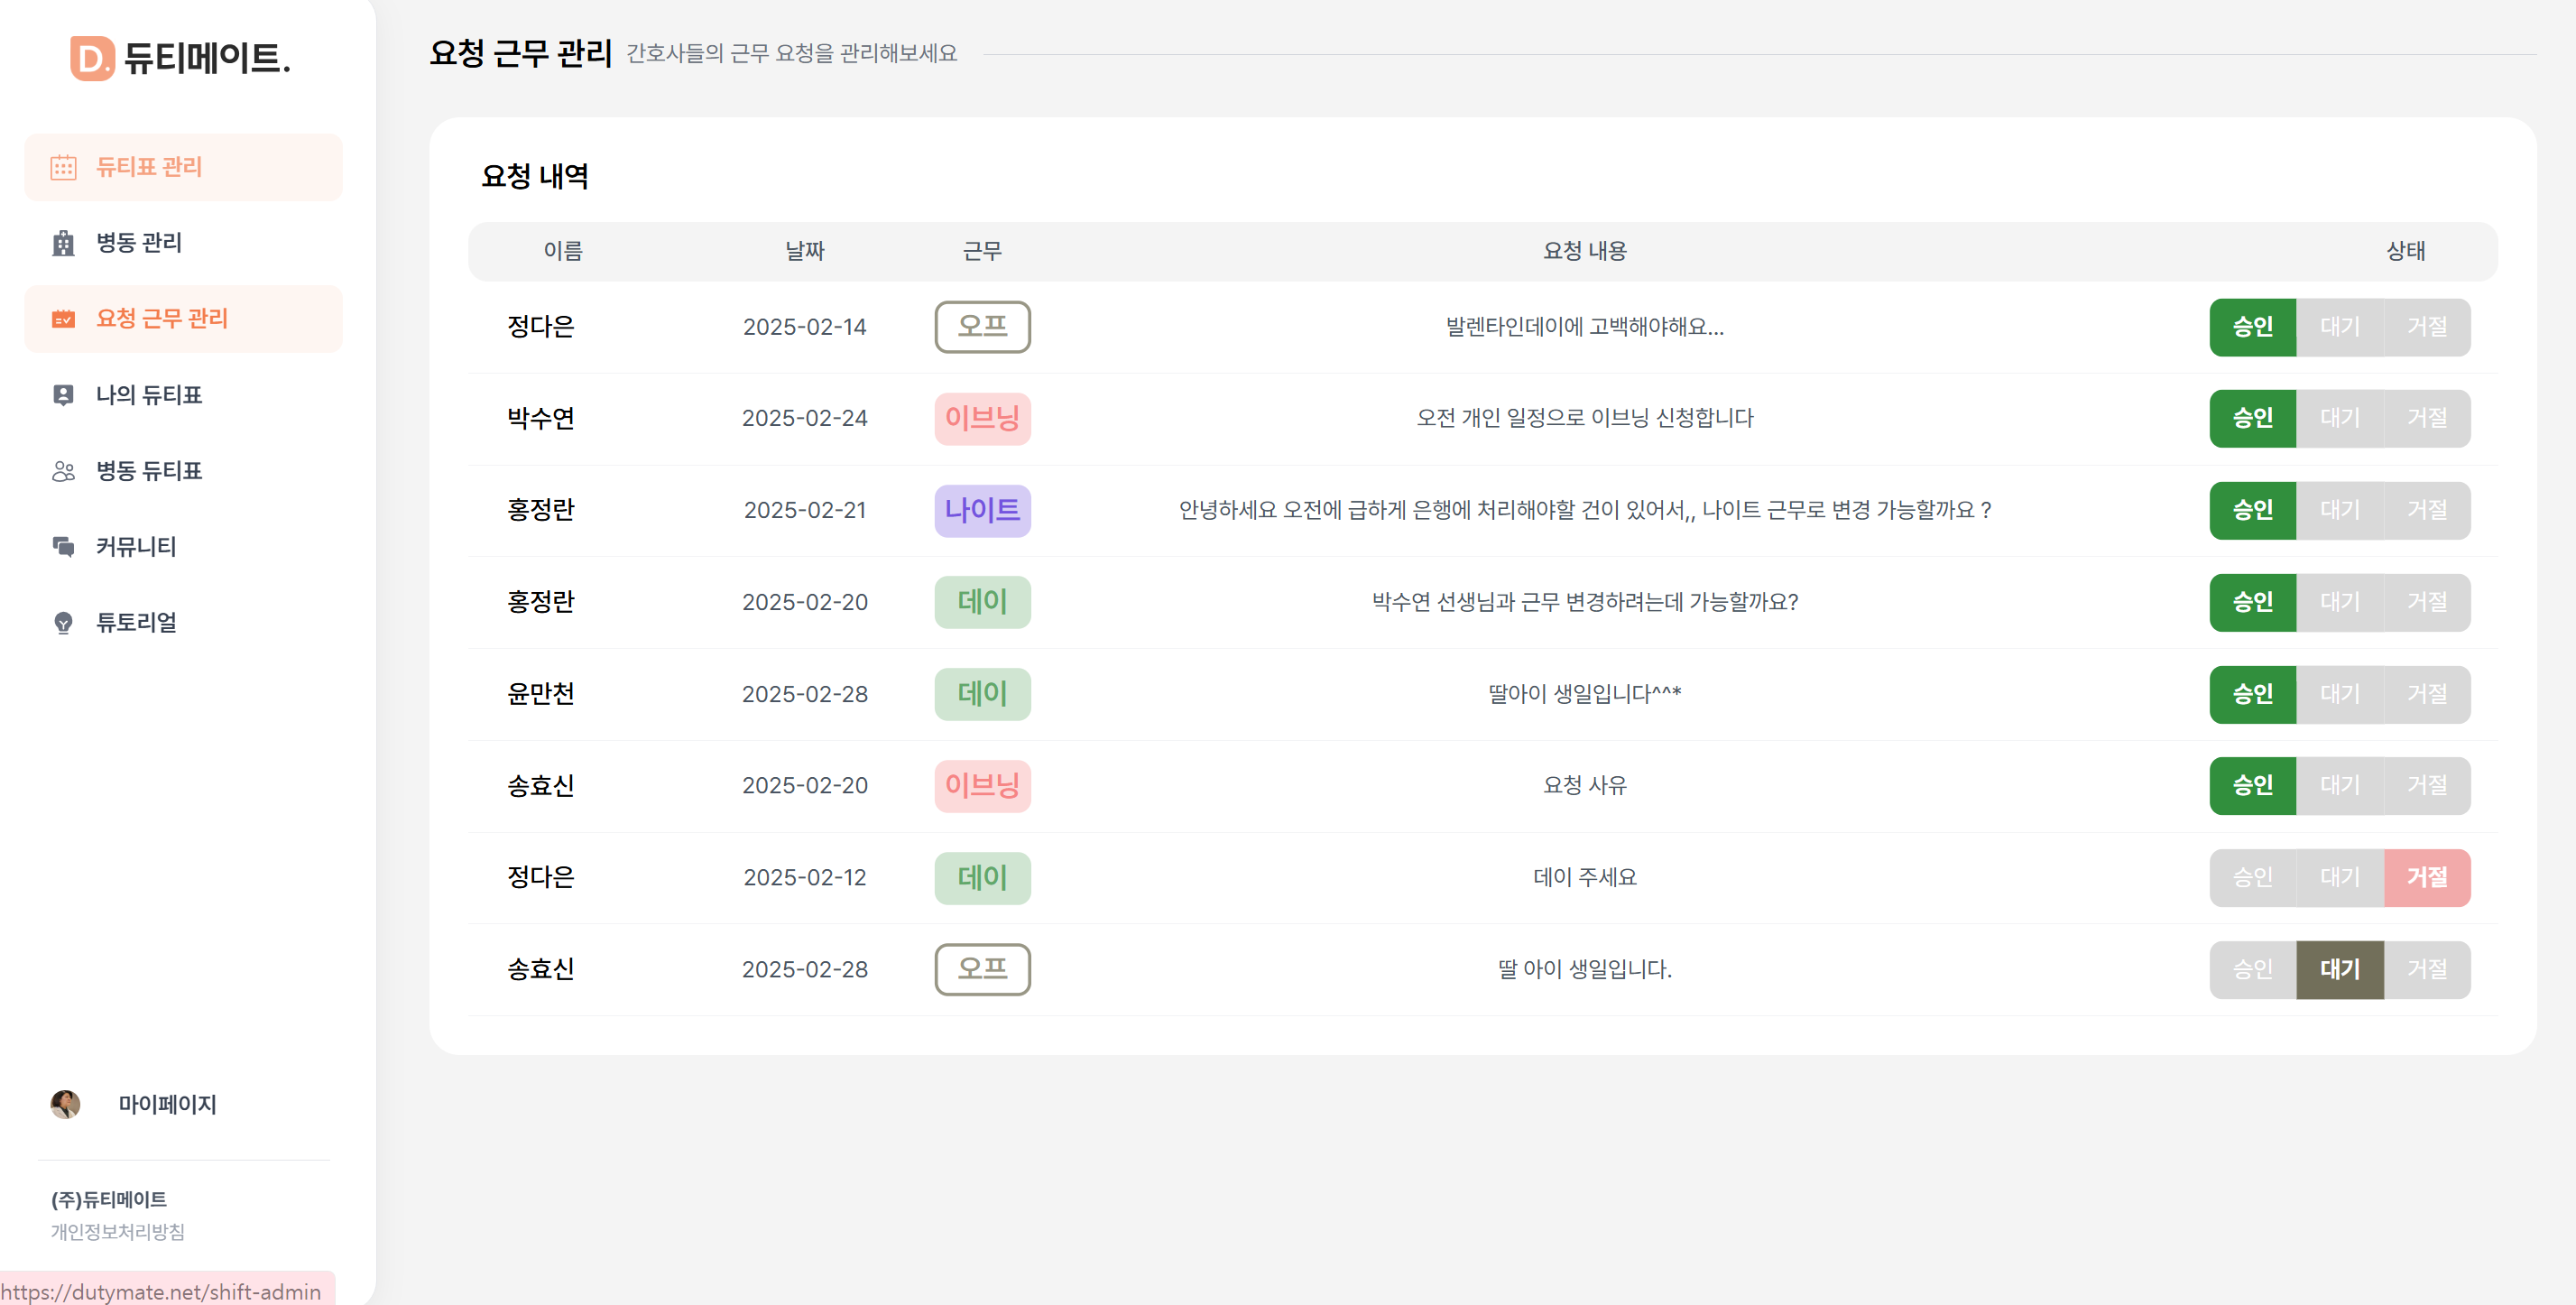 D. 듀티메이트.
듀티표 관리
병동 관리
요청 근무 관리
나의 듀티표
병동 듀티표
커뮤니티
튜토리얼
마이페이지
(주)듀티메이트
개인정보처리방침
https://dutymate.net/shift-admin
요청 근무 관리 간호사들의 근무 요청을 관리해보세요
요청 내역
이름 날짜 근무 요청 내용 상태
정다은 2025-02-14 오프 발렌타인데이에 고백해야해요... 승인 대기 거절
박수연 2025-02-24 이브닝 오전 개인 일정으로 이브닝 신청합니다 승인 대기 거절
홍정란 2025-02-21 나이트 안녕하세요 오전에 급하게 은행에 처리해야할 건이 있어서,, 나이트 근무로 변경 가능할까요 ? 승인 대기 거절
홍정란 2025-02-20 데이 박수연 선생님과 근무 변경하려는데 가능할까요? 승인 대기 거절
윤만천 2025-02-28 데이 딸아이 생일입니다^^* 승인 대기 거절
송효신 2025-02-20 이브닝 요청 사유 승인 대기 거절
정다은 2025-02-12 데이 데이 주세요 승인 대기 거절
송효신 2025-02-28 오프 딸 아이 생일입니다. 승인 대기 거절